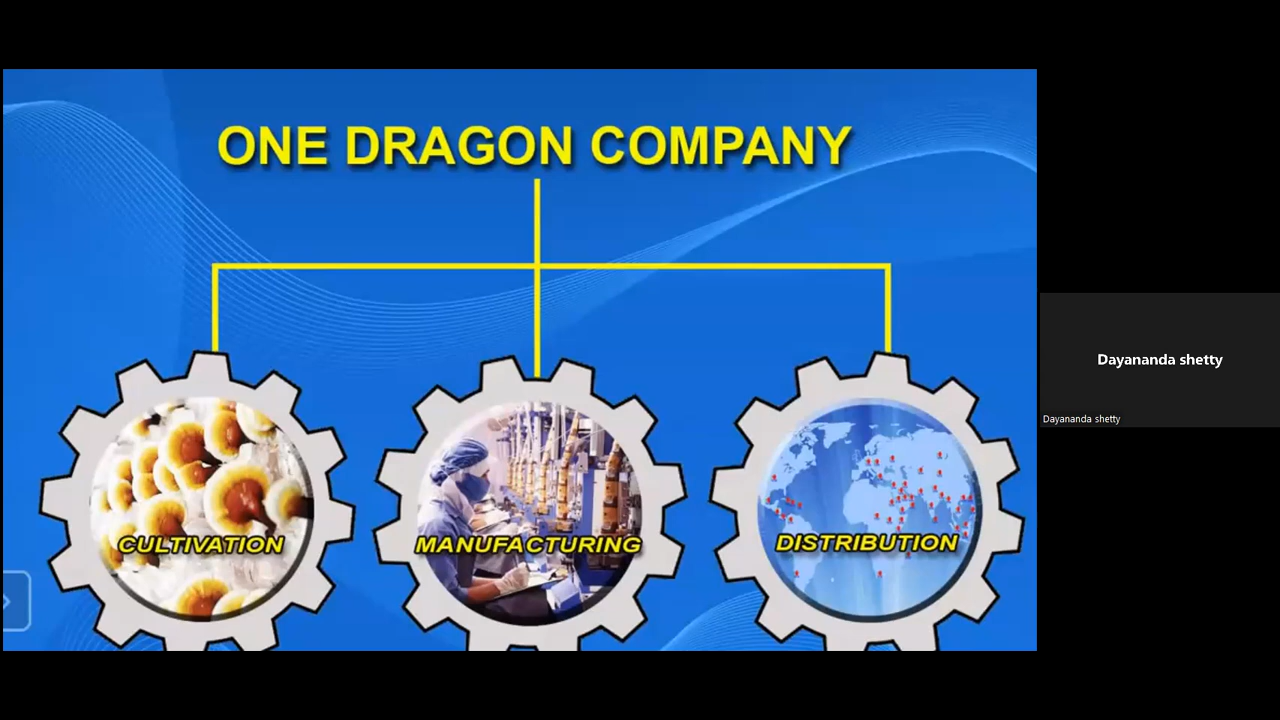 ONE DRAGON COMPANY
CULTIVATION
MANUFACTURING
DISTRIBUTION
Dayananda shetty
Dayananda shetty